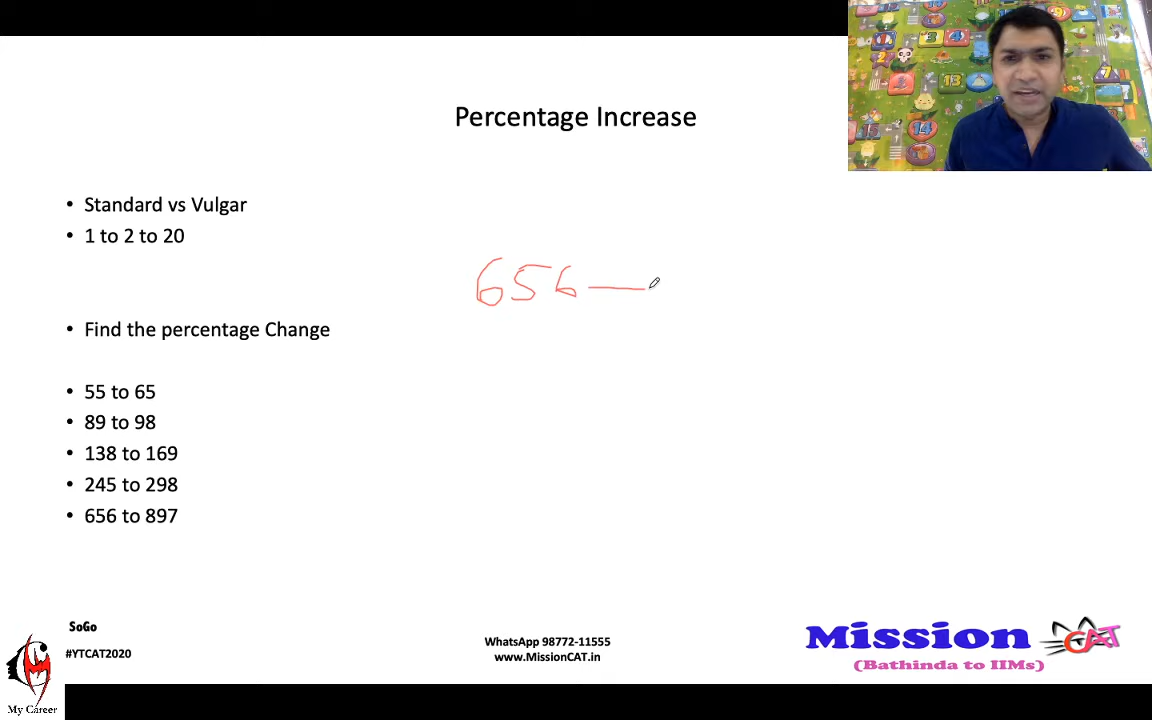 Percentage Increase
• Standard vs Vulgar
• 1 to 2 to 20
656 —
• Find the percentage Change
• 55 to 65
• 89 to 98
• 138 to 169
• 245 to 298
• 656 to 897
SoGo
#YTCAT2020
My Career
WhatsApp 98772-11555
www.MissionCAT.in
Mission CAT
(Bathinda to IIMs)